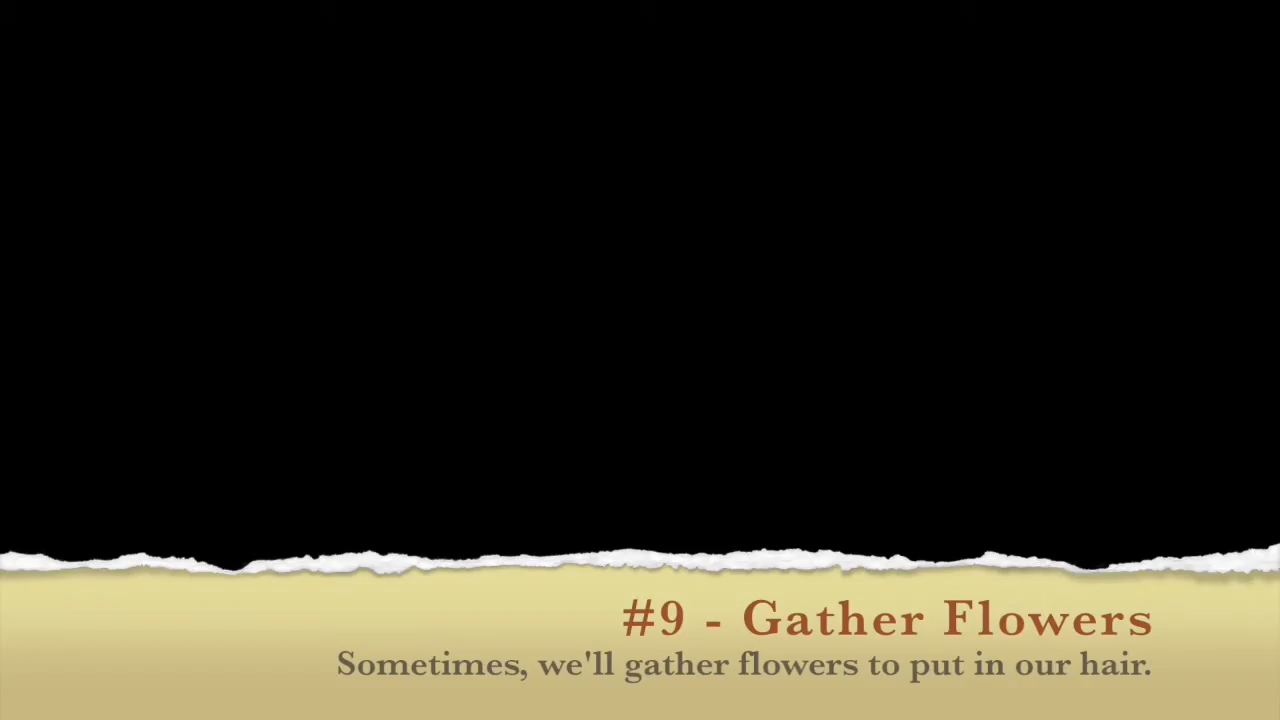 #9 - Gather Flowers
Sometimes, we'll gather flowers to put in our hair.